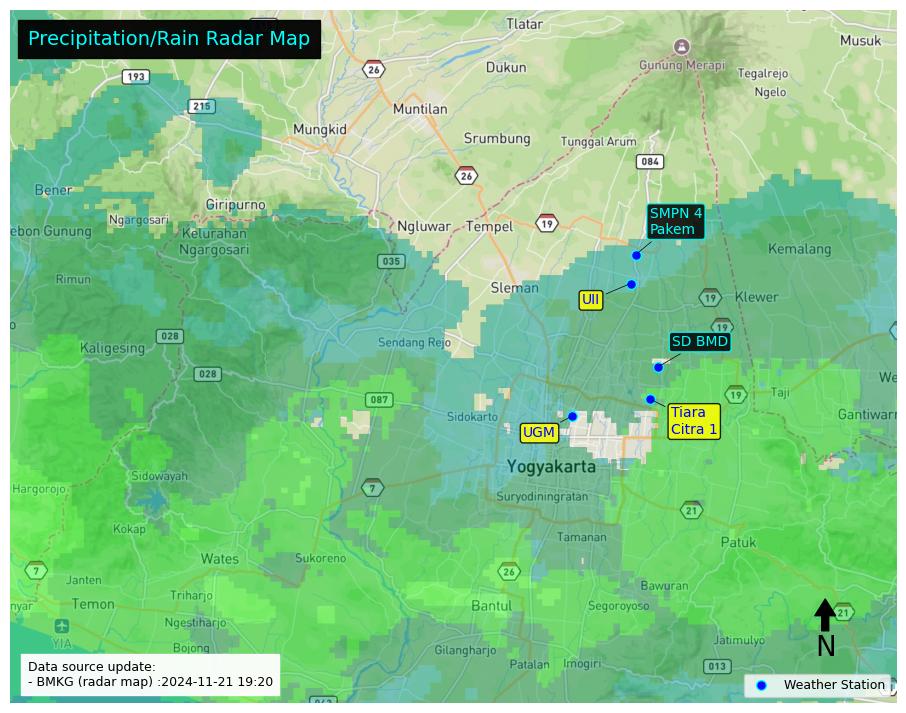 Precipitation/Rain Radar Map
Tlatar
Musuk
26
Gunung Merapi
Dukun
Tegalrejo
193
Ngelo
215
Muntilan
Mungkid
Srumbung
Tunggal Arum
084
26
Bener
Giripurno
Ngargosari
SMPN 4
Pakem
Ngluwar
Tempel
19
ebon Gunung
Kelurahan
Ngargosari
Kemalang
035
Rimun
Sleman
UII
19
Klewer
19
028
Sendang Rejo
SD BMD
Kaligesing
028
We
087
19
Taji
Sidokarto
Tiara
Citra 1
Gantiwar
UGM
Yogyakarta
Sidowayah
7
Hargorojo
Suryodiningratan
21
Kokap
Tamanan
Patuk
Wates
Sukoreno
7
26
Janten
Bawuran
Temon
Triharjo
Bantul
Segoroyoso
nyar
21
Ngestiharjo
YIA
Bojong
Gilangharjo
Jatimulyo
N
Data source update:
- BMKG (radar map) :2024-11-21 19:20
Patalan
Imogiri
013
Weather Station